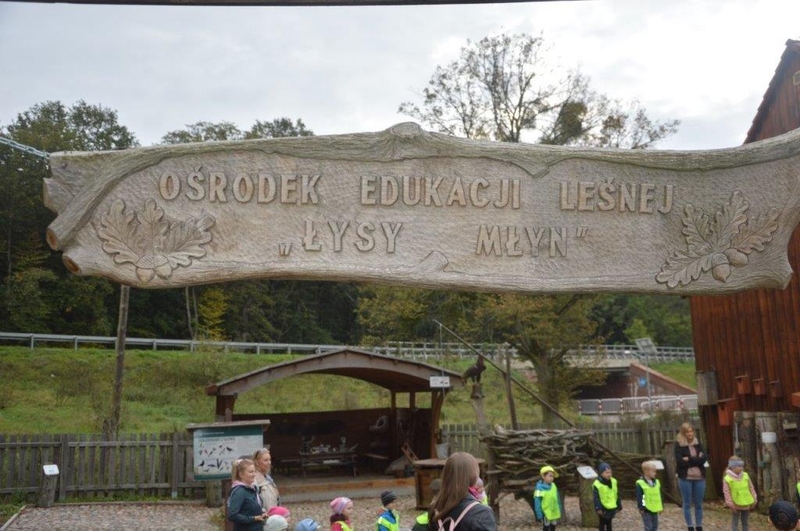 OŚRODEK EDUKACJI LEŚNEJ
„ŁYSY MŁYN"